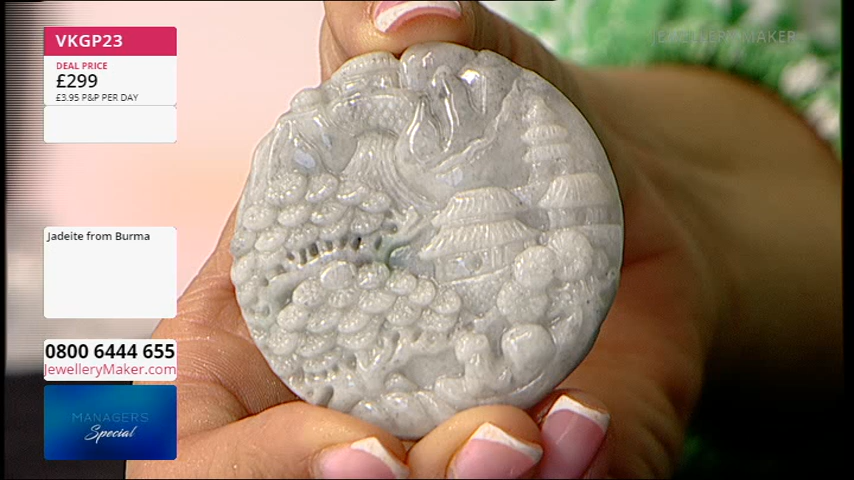 VKGP23
DEAL PRICE
£299
£3.95 P&P PER DAY
Jadeite from Burma
0800 6444 655
JewelleryMaker.com
MANAGERS
Special
JEWELLERY MAKER